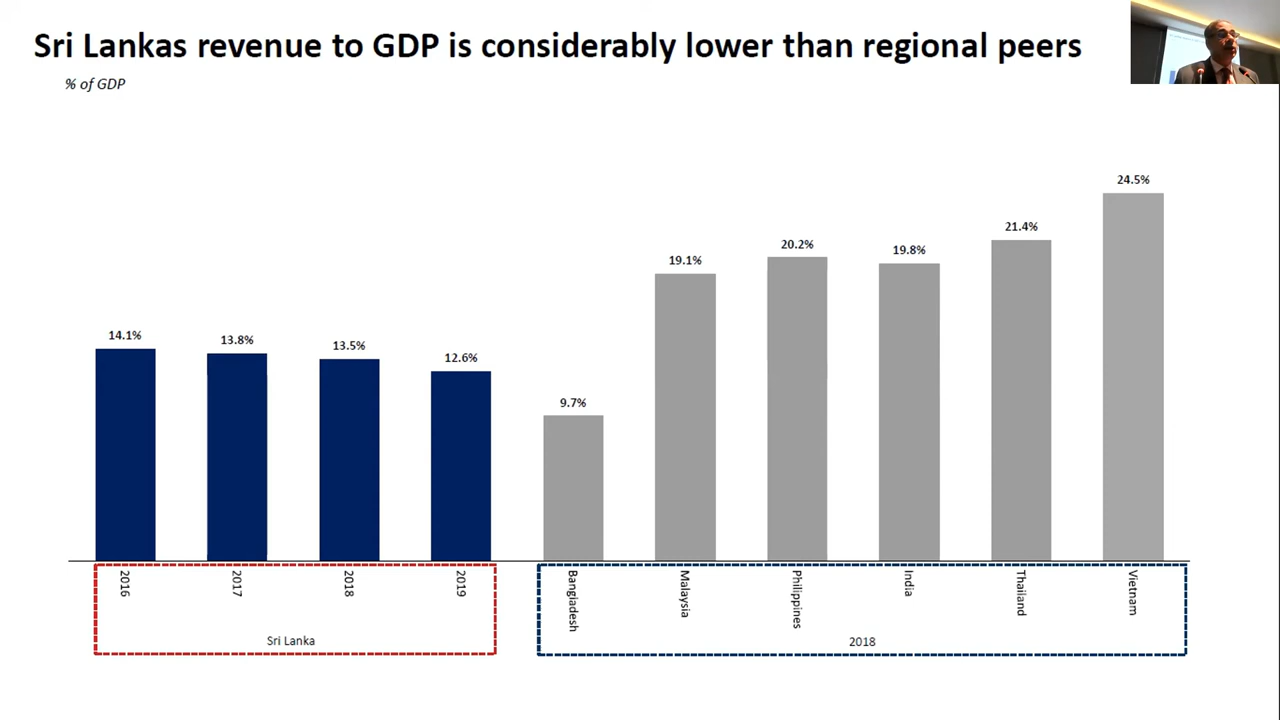 Sri Lankas revenue to GDP is considerably lower than regional peers
% of GDP
14.1%
13.8%
13.5%
12.6%
9.7%
19.1%
20.2%
19.8%
21.4%
24.5%
2016
2017
2018
2019
Bangladesh
Malaysia
Philippines
India
Thailand
Vietnam
Sri Lanka
2018